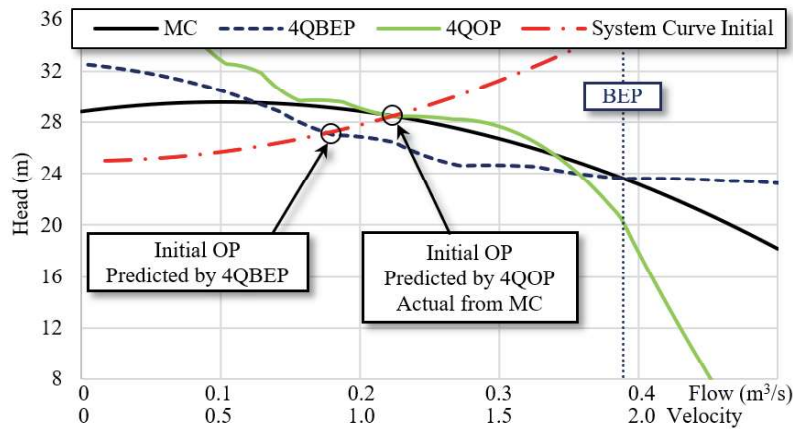 36
MC 4QBEP 4QOP System Curve Initial
32
BEP
28
24
Head (m)
20
Initial OP
Predicted by 4QBEP
Initial OP
Predicted by 4QOP
Actual from MC
16
12
8
0 0.1 0.2 0.3 0.4 Flow (m³/s)
0 0.5 1.0 1.5 2.0 Velocity